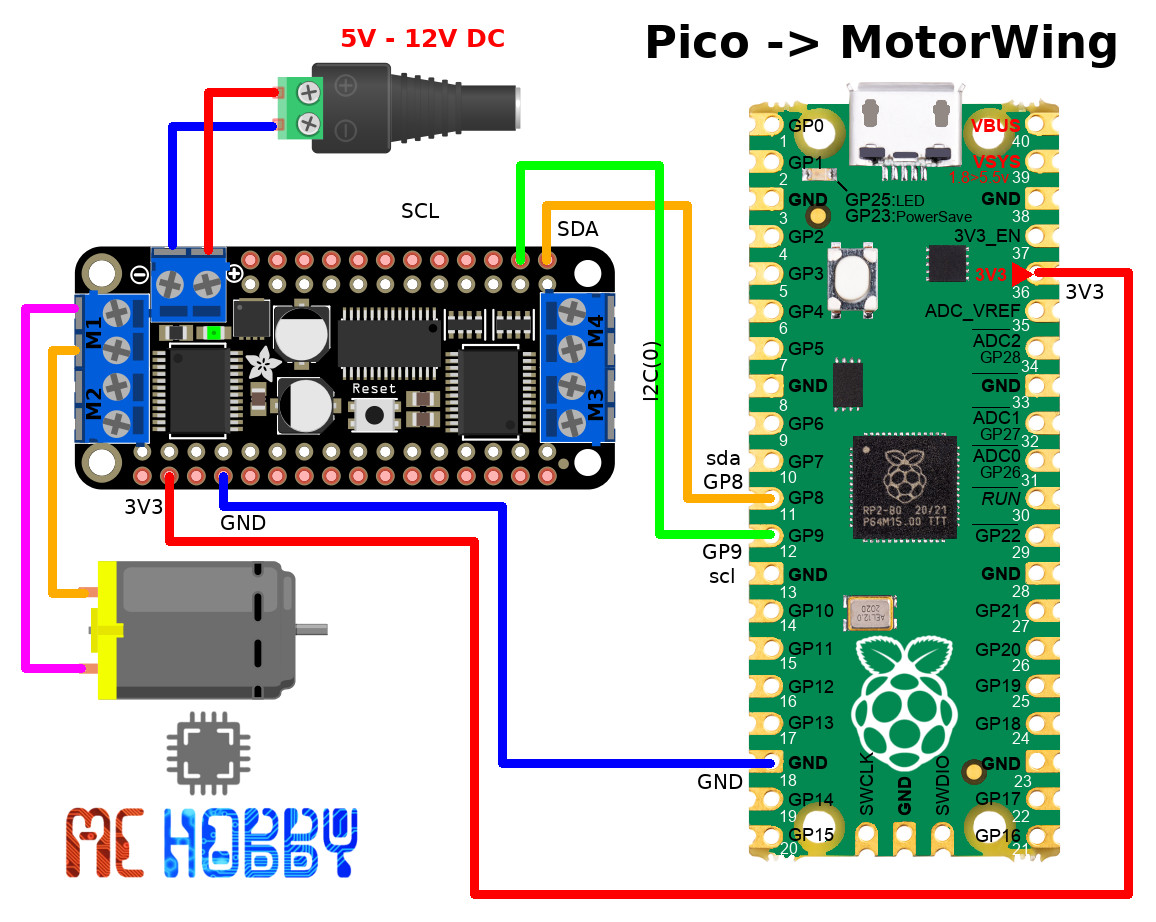 5V - 12V DC
Pico -> MotorWing
SCL
SDA
M1
M2
M4
M3
Reset
I2C(0)
3V3
GND
sda
GP8
GP9
scl
GND
3V3
GP0
1
GP1
2
GND
3
GP2
4
GP3
5
GP4
6
GP5
7
GND
8
GP6
9
GP7
10
GP8
11
GP9
12
GND
13
GP10
14
GP11
15
GP12
16
GP13
17
GND
18
GP14
19
GP15
20
VBUS
40
VSYS
1.8>5.5v
39
GND
38
3V3_EN
37
3V3
36
ADC_VREF
35
ADC2
GP28
34
GND
33
ADC1
GP27
32
ADC0
GP26
31
RUN
30
GP22
29
GND
28
GP21
27
GP20
26
GP19
25
GP18
24
GND
23
GP17
22
GP16
21
GP25:LED
GP23:PowerSave
RP2-B0 20/21
P64M15.00 TTT
AEL12.0
2020
SWCLK
GND
SWDIO
MC HOBBY